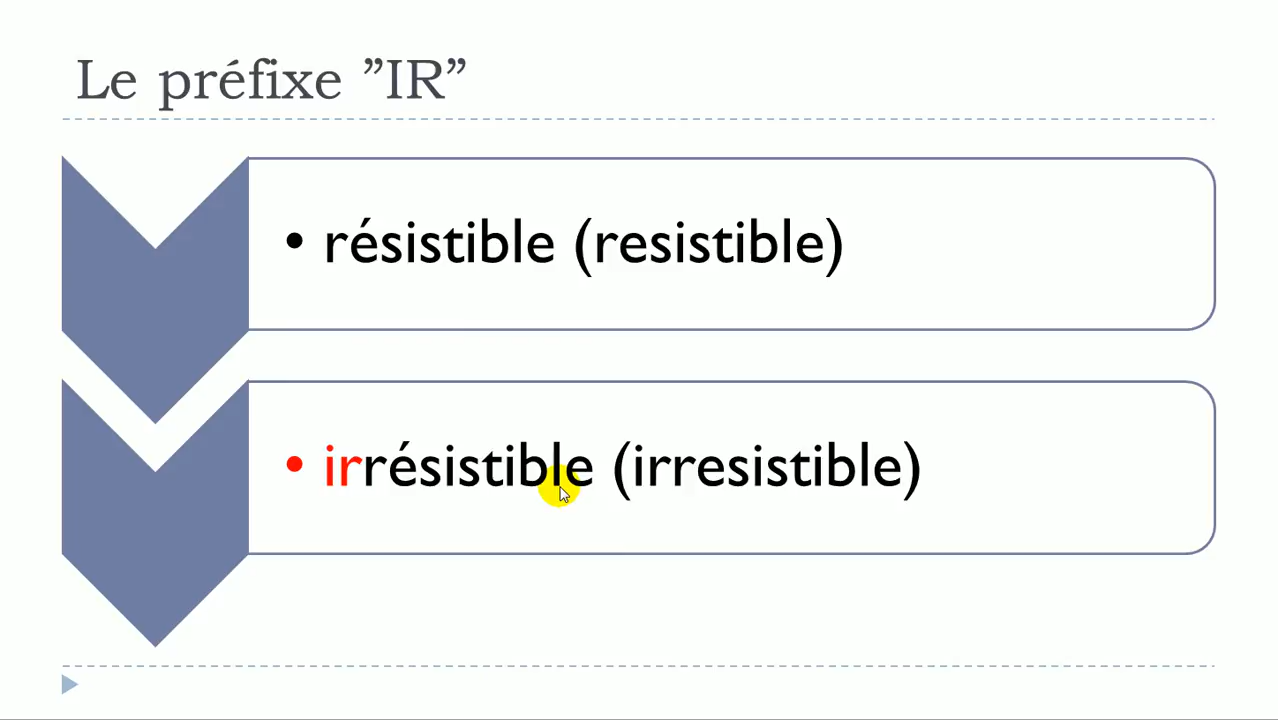 Le préfixe ”IR”
• résistible (resistible)
• irrésistible (irresistible)